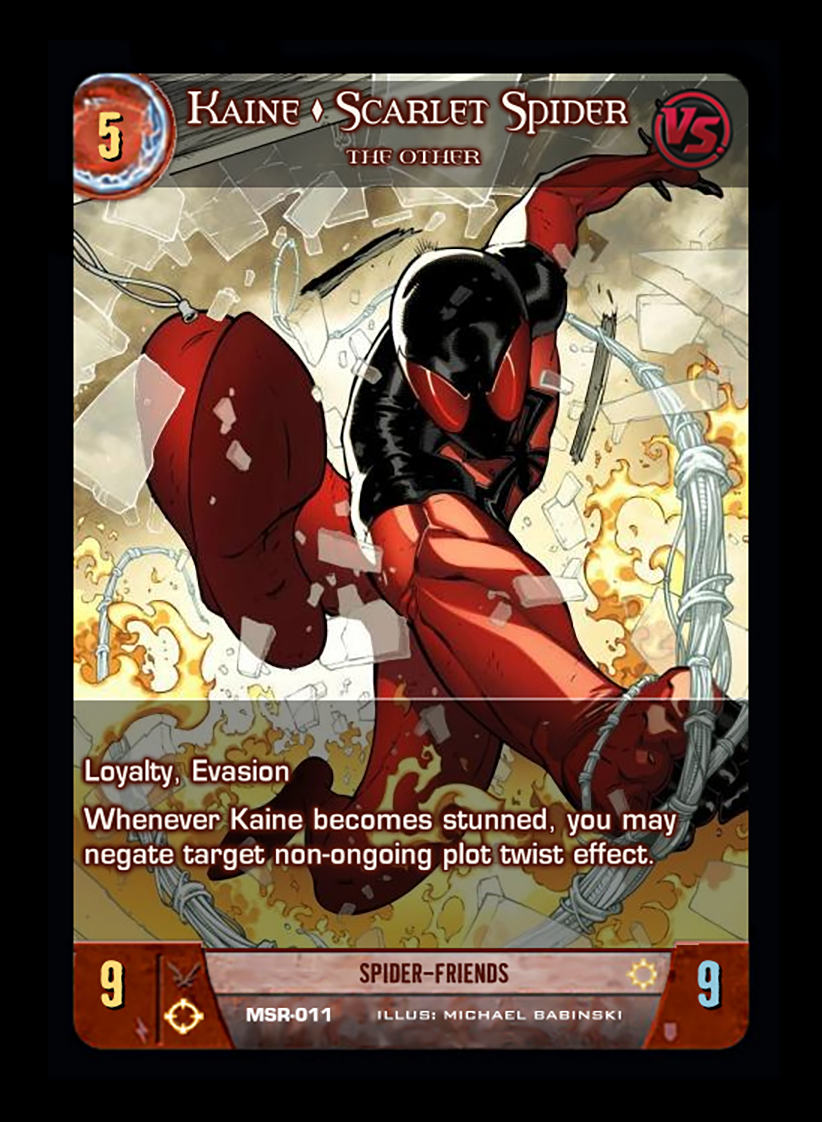 5
KAINE ♦ SCARLET SPIDER
VS.
THE OTHER
Loyalty, Evasion
Whenever Kaine becomes stunned, you may
negate target non-ongoing plot twist effect.
9
SPIDER-FRIENDS
9
MSR-011 ILLUS: MICHAEL BABINSKI